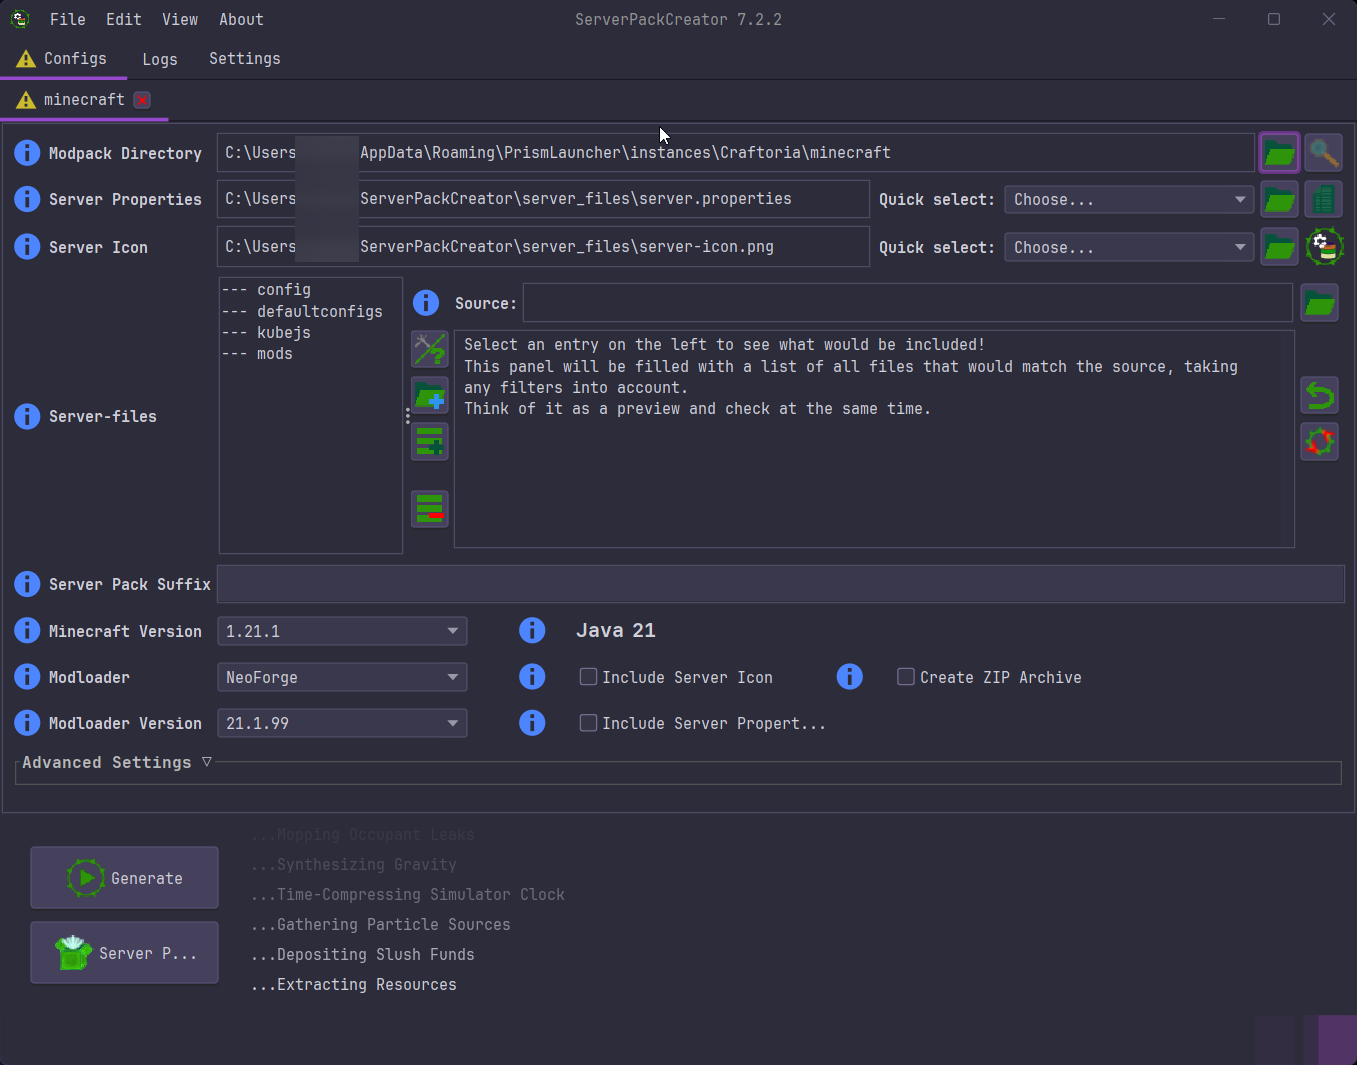 File Edit View About
ServerPackCreator 7.2.2
Configs Logs Settings
minecraft
Modpack Directory C:\Users AppData\Roaming\PrismLauncher\instances\Craftoria\minecraft
Server Properties C:\Users ServerPackCreator\server_files\server.properties Quick select: Choose...
Server Icon C:\Users ServerPackCreator\server_files\server-icon.png Quick select: Choose...
--- config
--- defaultconfigs
--- kubejs
--- mods
Source:
Select an entry on the left to see what would be included!
This panel will be filled with a list of all files that would match the source, taking
any filters into account.
Think of it as a preview and check at the same time.
Server-files
Server Pack Suffix
Minecraft Version 1.21.1 Java 21
Modloader NeoForge Include Server Icon Create ZIP Archive
Modloader Version 21.1.99 Include Server Propert...
Advanced Settings ▽
...Mopping Occupant Leaks
...Synthesizing Gravity
...Time-Compressing Simulator Clock
...Gathering Particle Sources
...Depositing Slush Funds
...Extracting Resources
Generate
Server P...